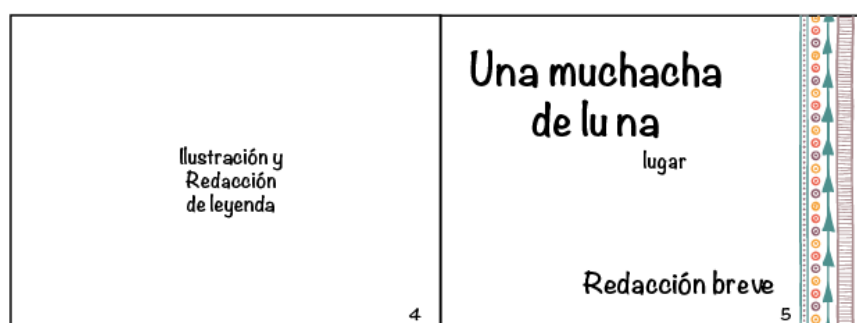 Ilustración y
Redacción
de leyenda
4
Una muchacha
de lu na
lugar
Redacción breve
5